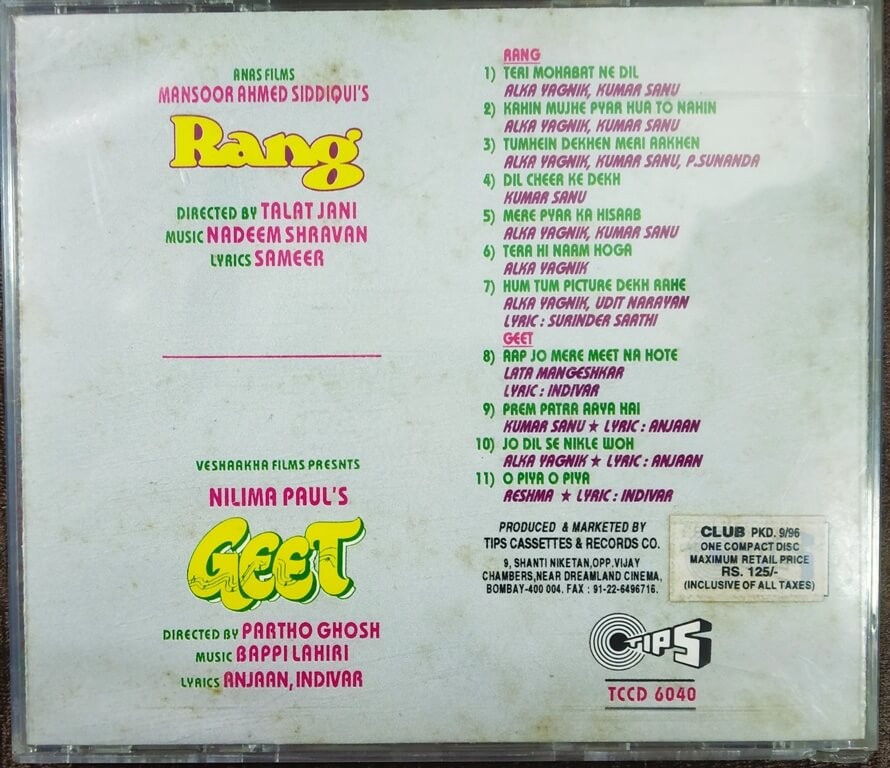 ANAS FILMS
MANSOOR AHMED SIDDIQUI'S
Rang
DIRECTED BY TALAT JANI
MUSIC NADEEM SHRAVAN
LYRICS SAMEER
VESHAAKHA FILMS PRESNTS
NILIMA PAUL'S
GEET
DIRECTED BY PARTHO GHOSH
MUSIC BAPPI LAHIRI
LYRICS ANJAAN, INDIVAR
RANG
1) TERI MOHABAT NE DIL
ALKA YAGNIK, KUMAR SANU
2) KAHIN MUJHE PYAR HUA TO NAHIN
ALKA YAGNIK, KUMAR SANU
3) TUMHEIN DEKHEN MERI AAKHEN
ALKA YAGNIK, KUMAR SANU, P.SUNANDA
4) DIL CHEER KE DEKH
KUMAR SANU
5) MERE PYAR KA HISAAB
ALKA YAGNIK, KUMAR SANU
6) TERA HI NAAM HOGA
ALKA YAGNIK
7) HUM TUM PICTURE DEKH RAHE
ALKA YAGNIK, UDIT NARAYAN
LYRIC : SURINDER SAATHI
GEET
8) AAP JO MERE MEET NA HOTE
LATA MANGESHKAR
LYRIC : INDIVAR
9) PREM PATRA AAYA HAI
KUMAR SANU ★ LYRIC : ANJAAN
10) JO DIL SE NIKLE WOH
ALKA YAGNIK ★ LYRIC : ANJAAN
11) O PIYA O PIYA
RESHMA ★ LYRIC : INDIVAR
PRODUCED & MARKETED BY
TIPS CASSETTES & RECORDS CO.
9, SHANTI NIKETAN,OPP.VIJAY
CHAMBERS,NEAR DREAMLAND CINEMA,
BOMBAY-400 004. FAX : 91-22-6496716.
CLUB PKD. 9/96
ONE COMPACT DISC
MAXIMUM RETAIL PRICE
RS. 125/-
(INCLUSIVE OF ALL TAXES)
TIPS
TCCD 6040